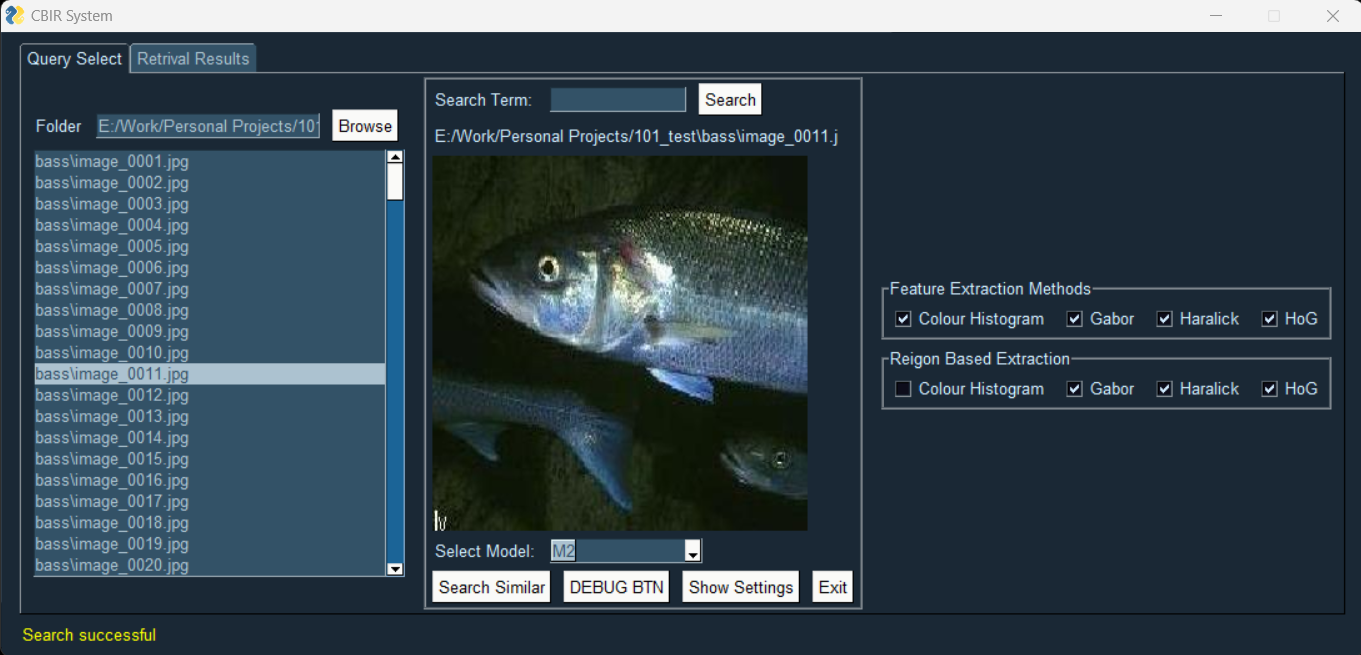 CBIR System
Query Select Retrival Results
Folder E:/Work/Personal Projects/101 Browse
bass\image_0001.jpg
bass\image_0002.jpg
bass\image_0003.jpg
bass\image_0004.jpg
bass\image_0005.jpg
bass\image_0006.jpg
bass\image_0007.jpg
bass\image_0008.jpg
bass\image_0009.jpg
bass\image_0010.jpg
bass\image_0011.jpg
bass\image_0012.jpg
bass\image_0013.jpg
bass\image_0014.jpg
bass\image_0015.jpg
bass\image_0016.jpg
bass\image_0017.jpg
bass\image_0018.jpg
bass\image_0019.jpg
bass\image_0020.jpg
Search Term: Search
E:/Work/Personal Projects/101_test\bass\image_0011.j
Select Model: M2
Search Similar DEBUG BTN Show Settings Exit
Feature Extraction Methods
Colour Histogram Gabor Haralick HoG
Reigon Based Extraction
Colour Histogram Gabor Haralick HoG
Search successful